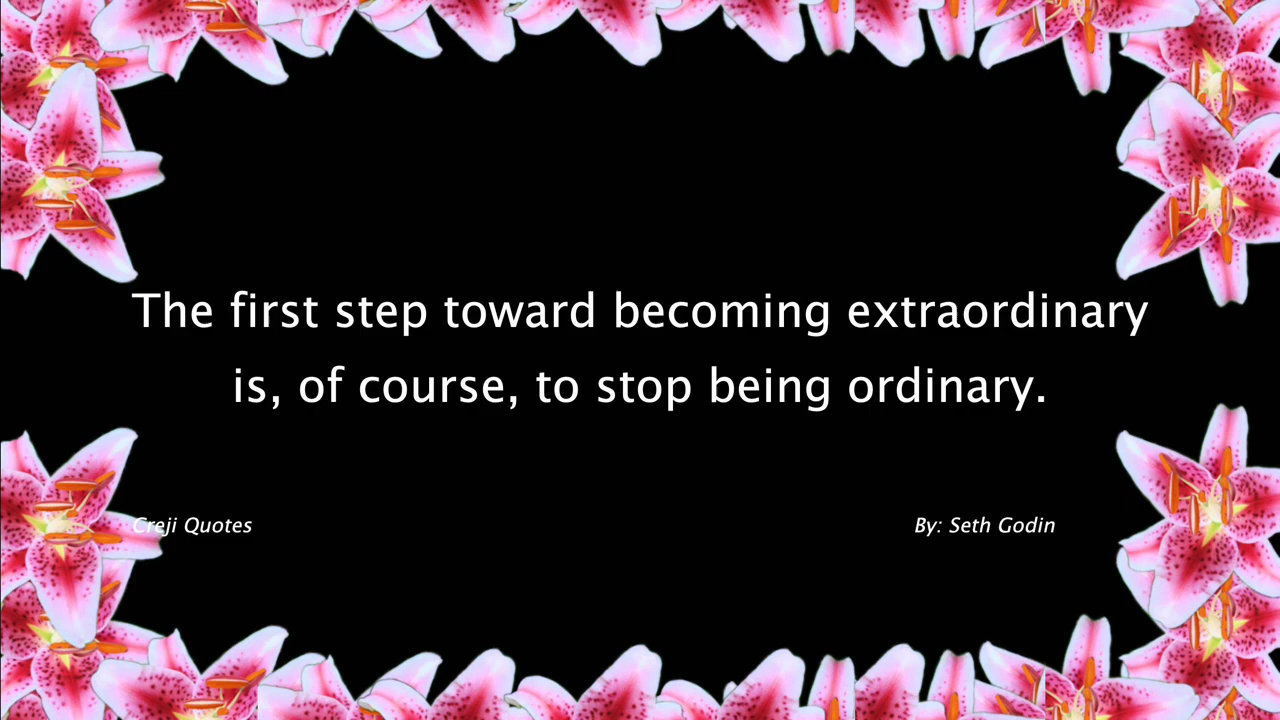 The first step toward becoming extraordinary
is, of course, to stop being ordinary.
Creji Quotes
By: Seth Godin